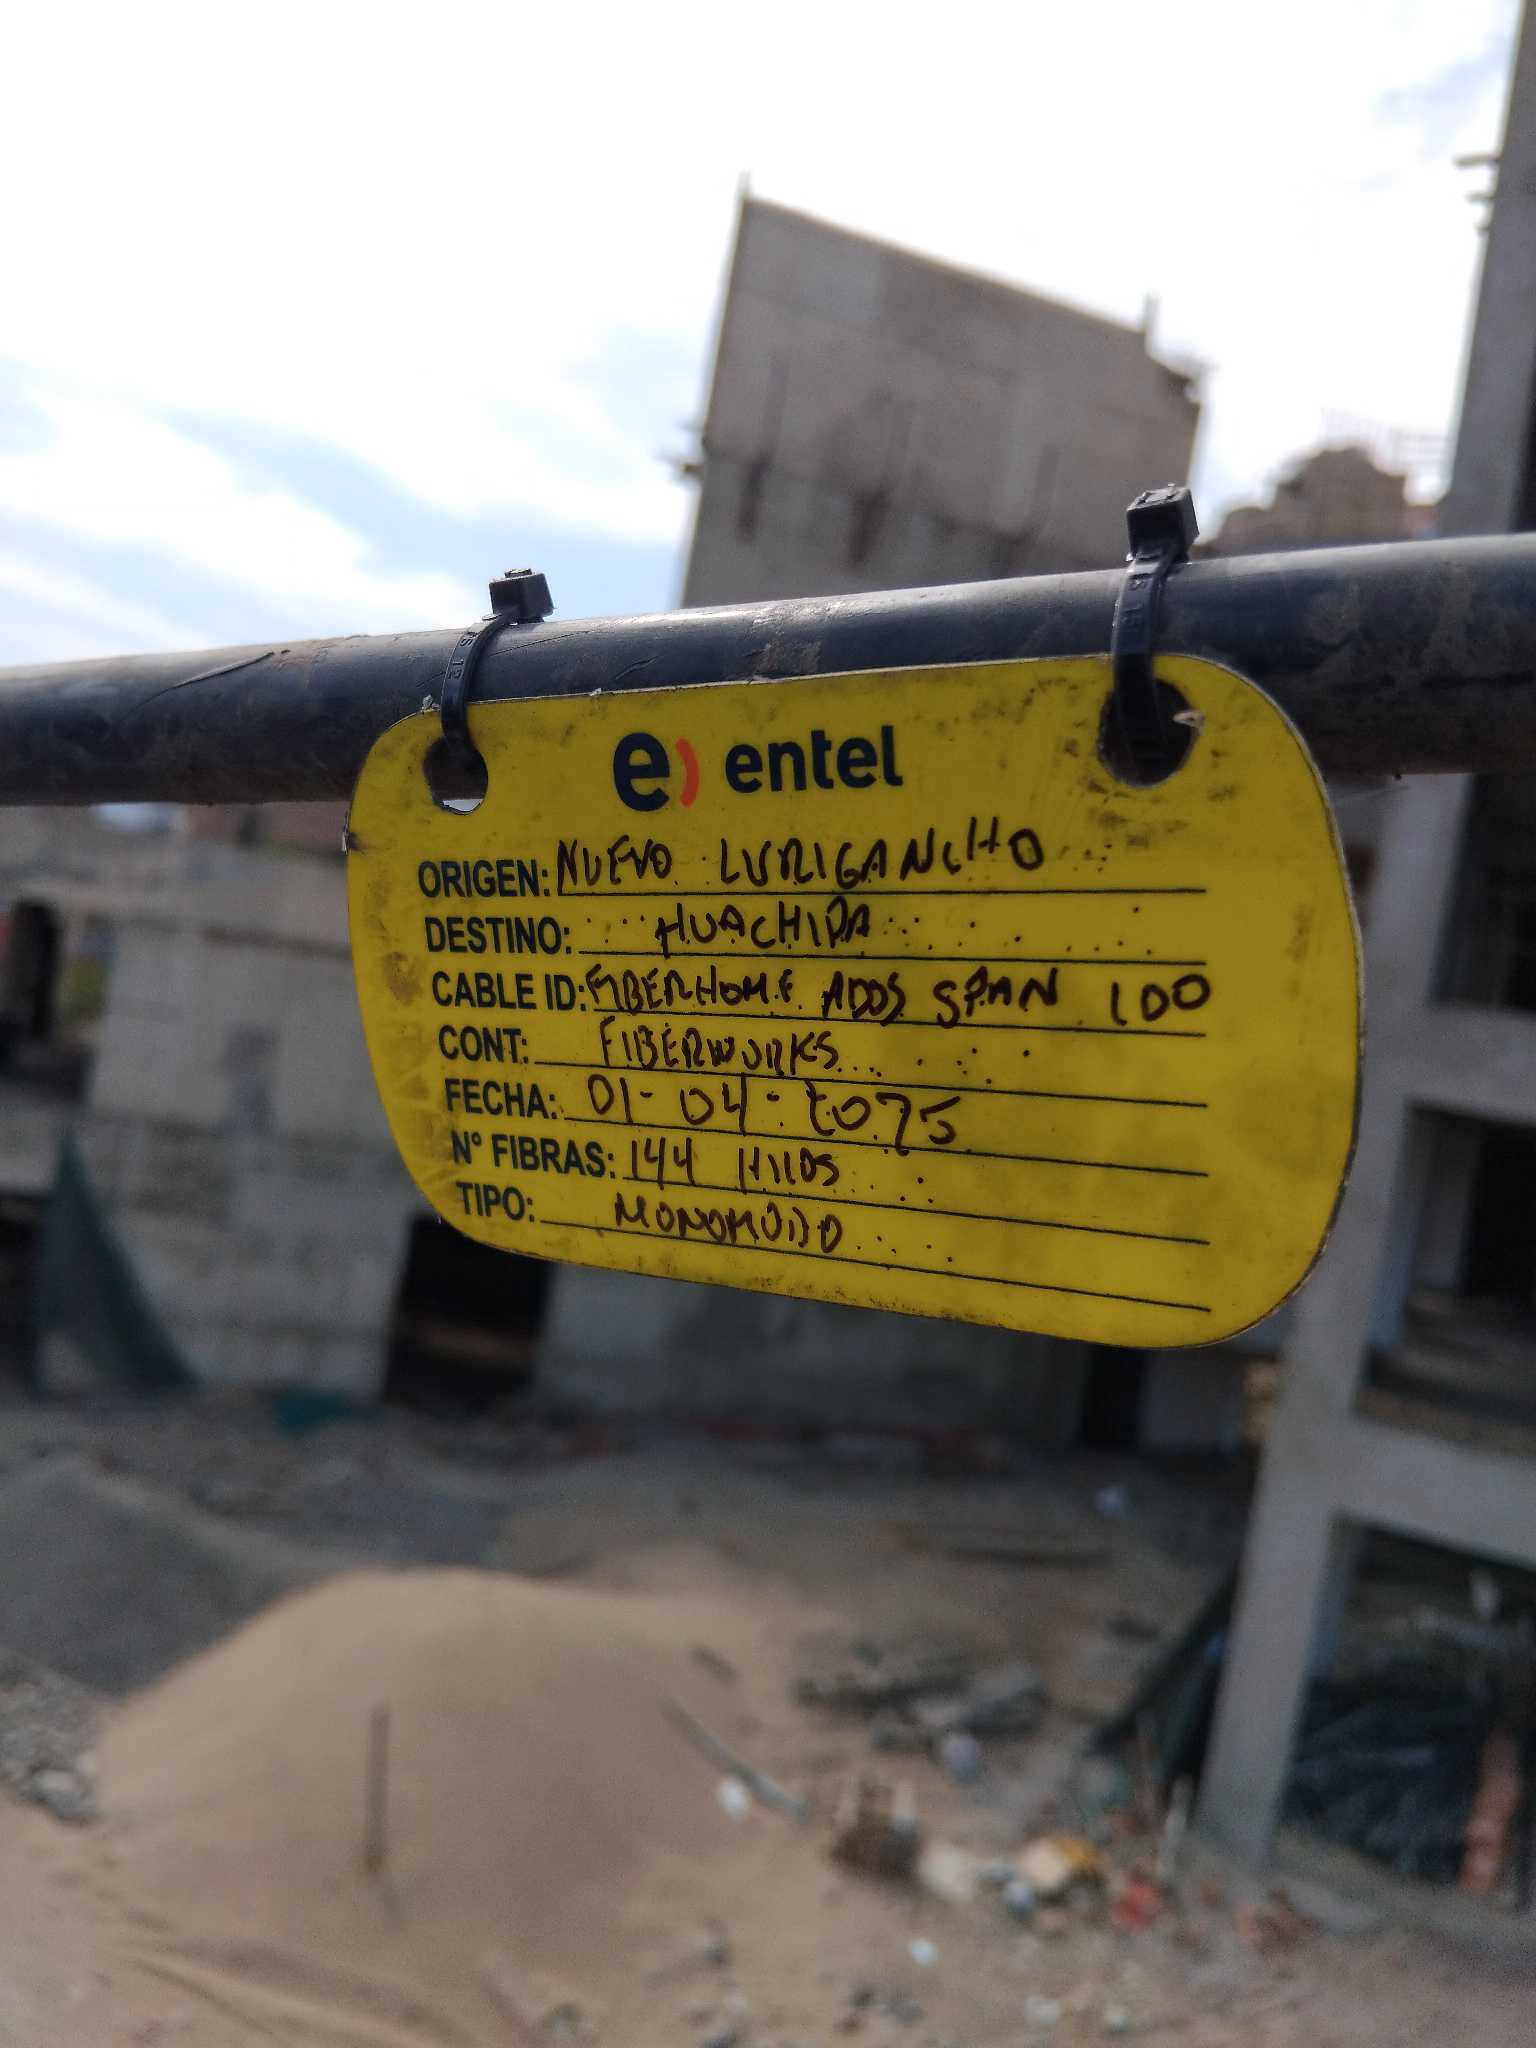 e) entel
ORIGEN: NUEVO LURIGANCHO
DESTINO: HUACHIPA
CABLE ID: FIBERHOME ADDS SPAN 100
CONT: FIBERWORKS
FECHA: 01-04-2025
N° FIBRAS: 144 HILOS
TIPO: MONOMODO